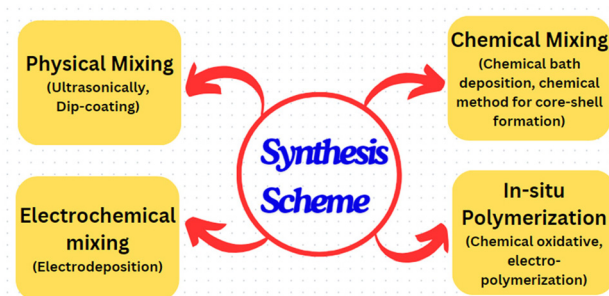 Physical Mixing
(Ultrasonically,
Dip-coating)
Chemical Mixing
(Chemical bath
deposition, chemical
method for core-shell
formation)
Synthesis
Scheme
Electrochemical
mixing
(Electrodeposition)
In-situ
Polymerization
(Chemical oxidative,
electro-
polymerization)